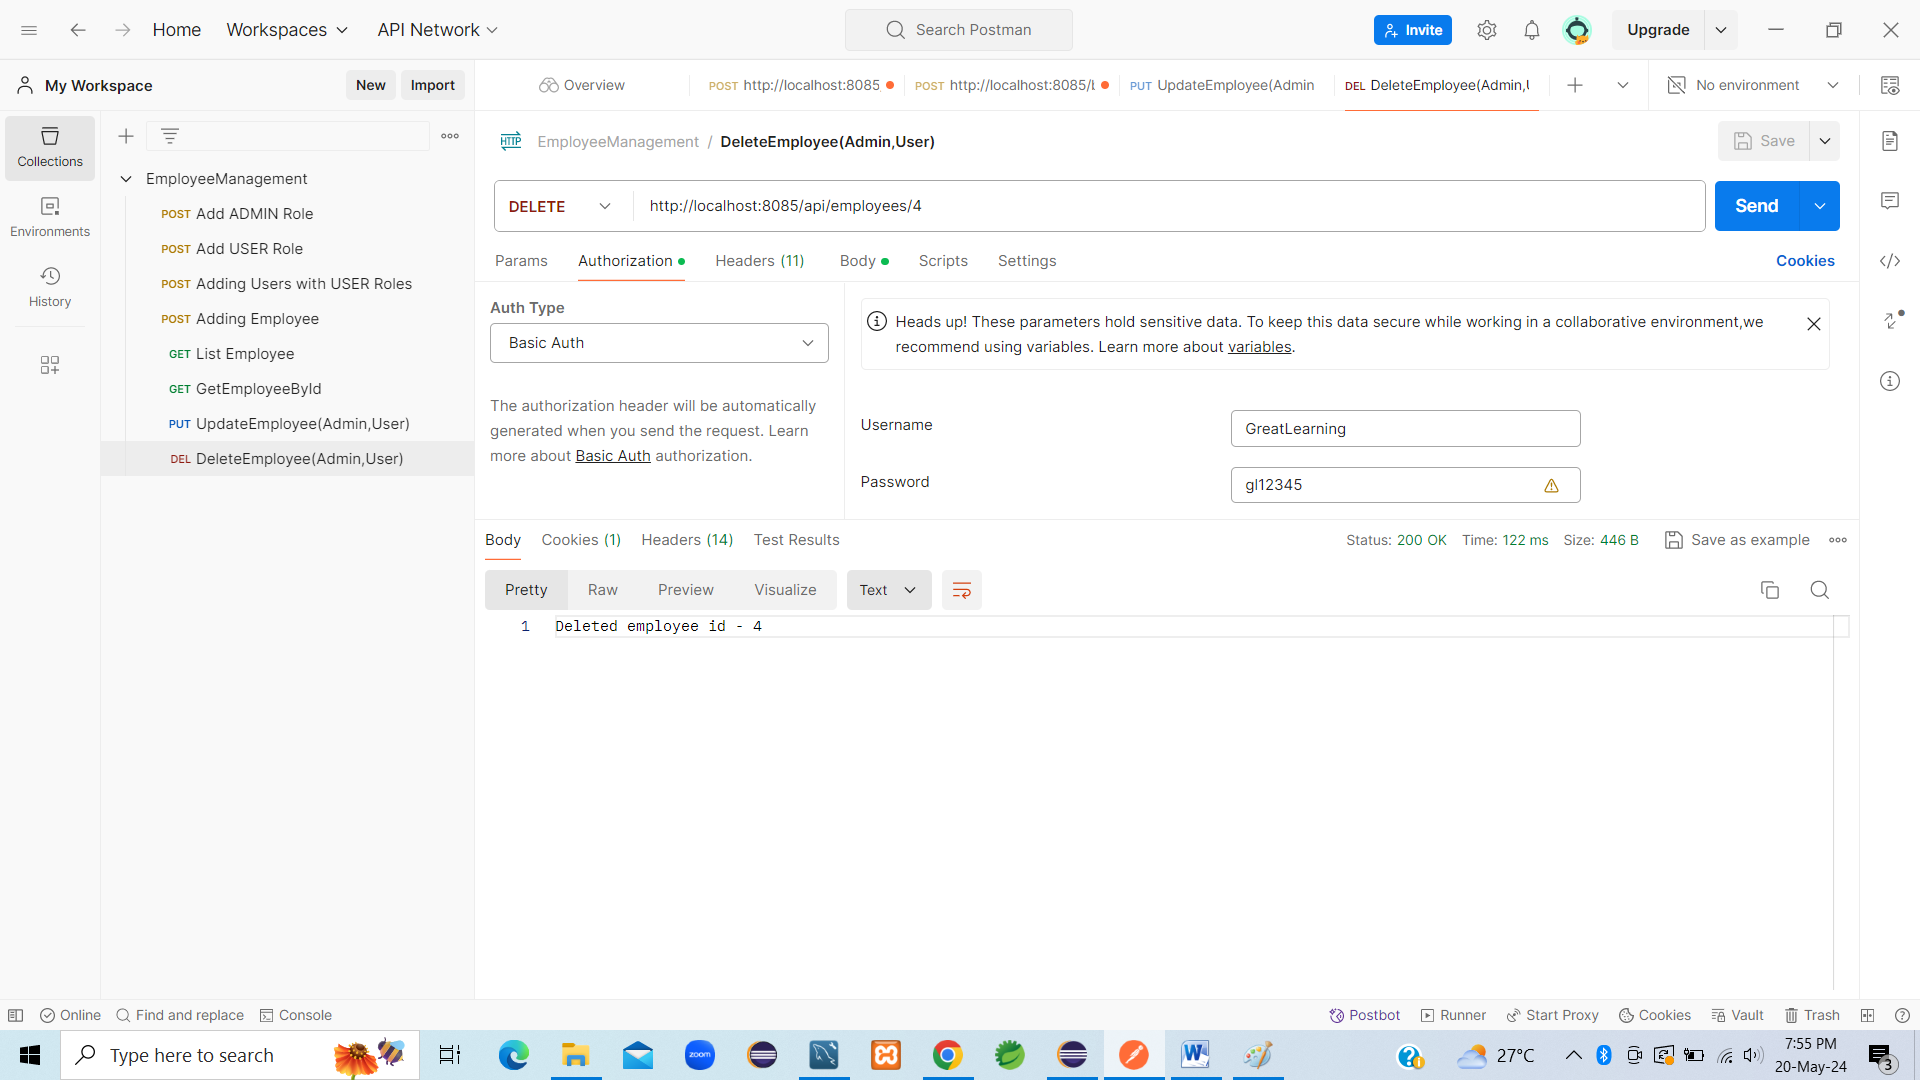 Home Workspaces API Network Search Postman Invite Upgrade
My Workspace New Import Overview POST http://localhost:8085, POST http://localhost:8085/ PUT UpdateEmployee(Admin DEL DeleteEmployee(Admin, No environment
Collections
Environments
History
EmployeeManagement
POST Add ADMIN Role
POST Add USER Role
POST Adding Users with USER Roles
POST Adding Employee
GET List Employee
GET GetEmployeeById
PUT UpdateEmployee(Admin,User)
DEL DeleteEmployee(Admin,User)
HTTP EmployeeManagement / DeleteEmployee(Admin,User) Save
DELETE http://localhost:8085/api/employees/4 Send
Params Authorization Headers (11) Body Scripts Settings Cookies
Auth Type
Basic Auth
The authorization header will be automatically
generated when you send the request. Learn
more about Basic Auth authorization.
Heads up! These parameters hold sensitive data. To keep this data secure while working in a collaborative environment,we
recommend using variables. Learn more about variables.
Username GreatLearning
Password gl12345
Body Cookies (1) Headers (14) Test Results Status: 200 OK Time: 122 ms Size: 446 B Save as example
Pretty Raw Preview Visualize Text
1 Deleted employee id - 4
Online Find and replace Console Postbot Runner Start Proxy Cookies Vault Trash
Type here to search zoom 27°C 7:55 PM
20-May-24 3